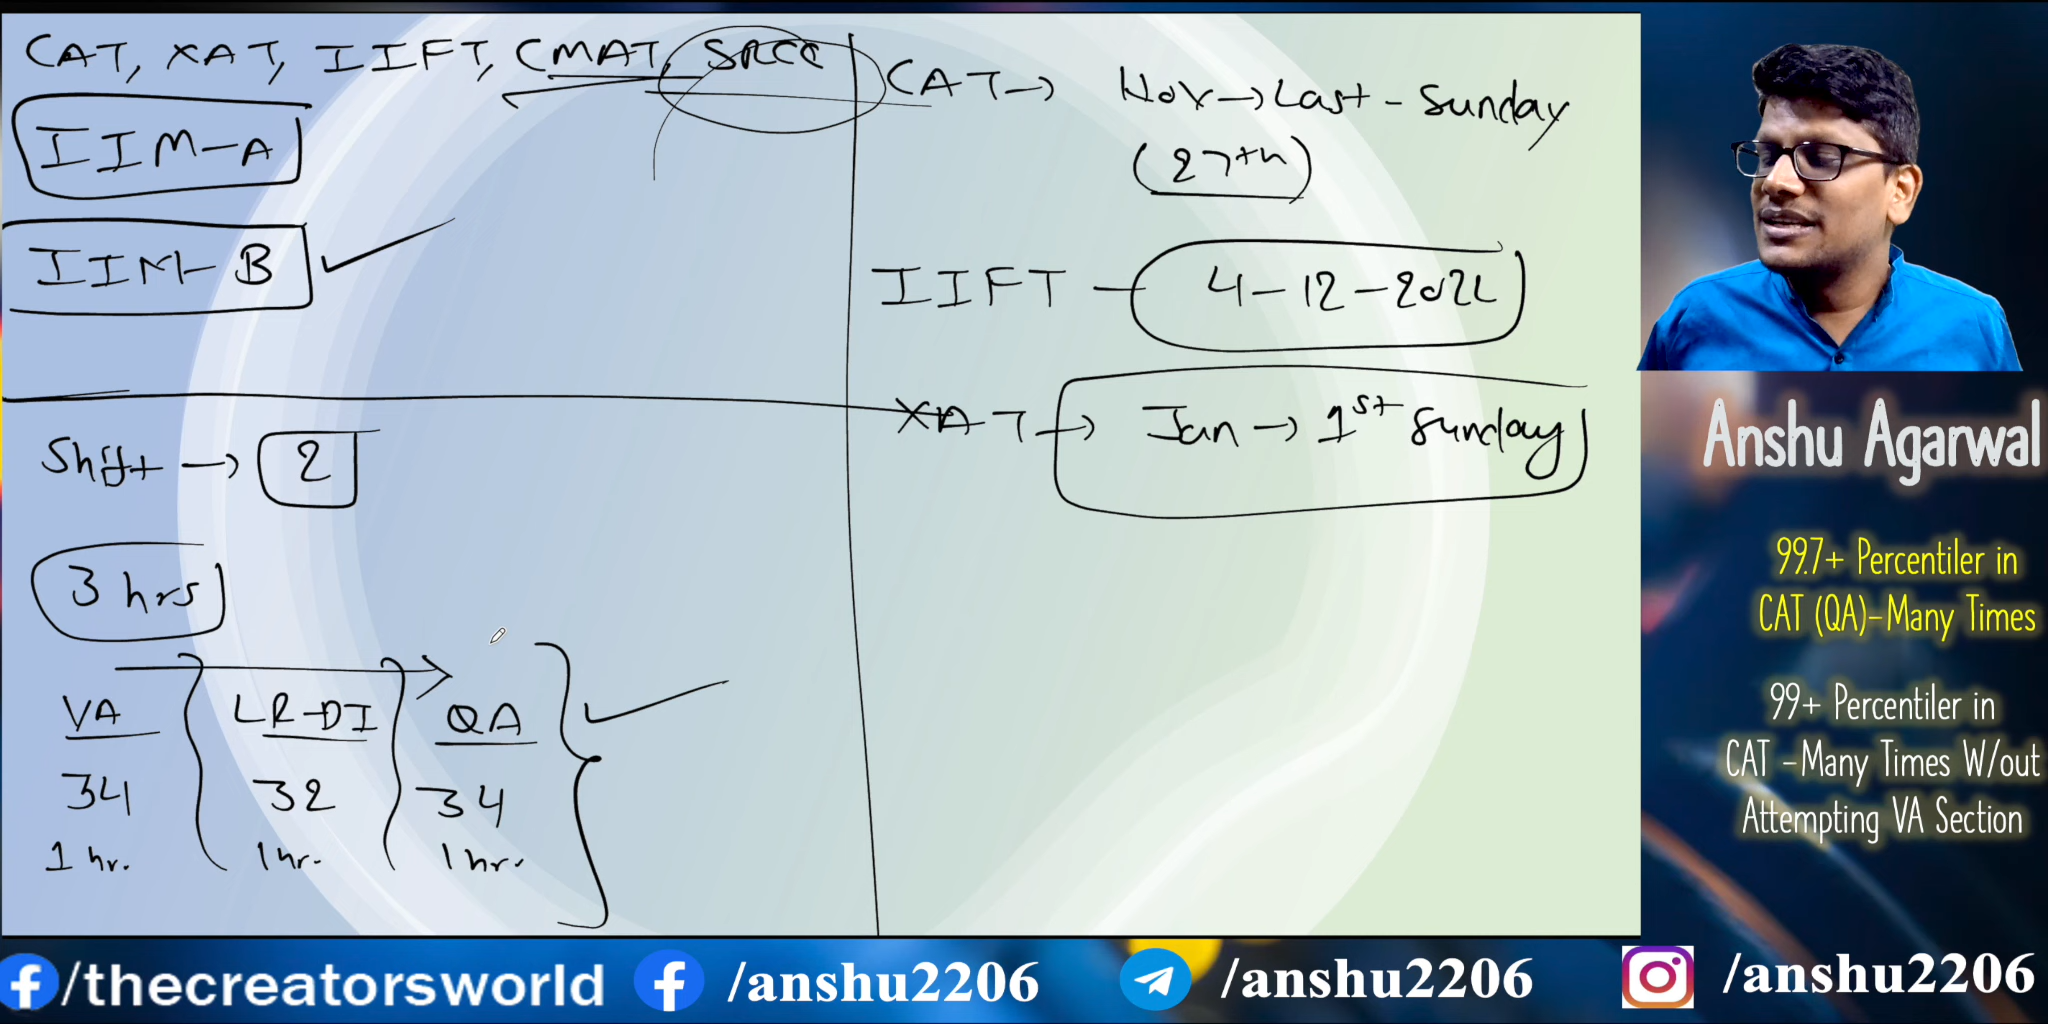 CAT, XAT, IIFT, CMAT, SRCC
IIM-A
IIM-B
Shift → 2
3 hrs
VA LR-DI QA
34 32 34
1 hr. 1 hr. 1 hr.
CAT → Nov → Last - Sunday
(27th)
IIFT - 4-12-2022
XAT → Jan → 1st Sunday
Anshu Agarwal
99.7+ Percentiler in
CAT (QA)-Many Times
99+ Percentiler in
CAT -Many Times W/out
Attempting VA Section
/thecreatorsworld /anshu2206 /anshu2206 /anshu2206